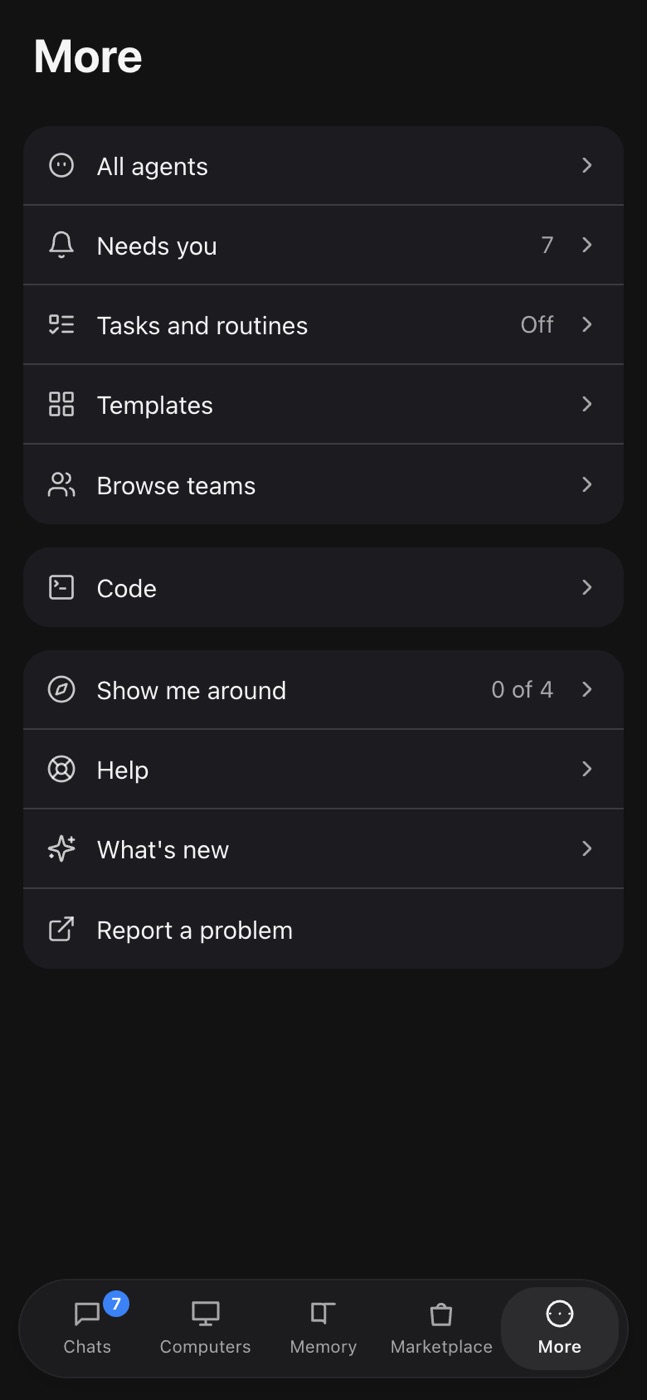 More
All agents
Needs you 7
Tasks and routines Off
Templates
Browse teams
Code
Show me around 0 of 4
Help
What's new
Report a problem
7
Chats Computers Memory Marketplace More